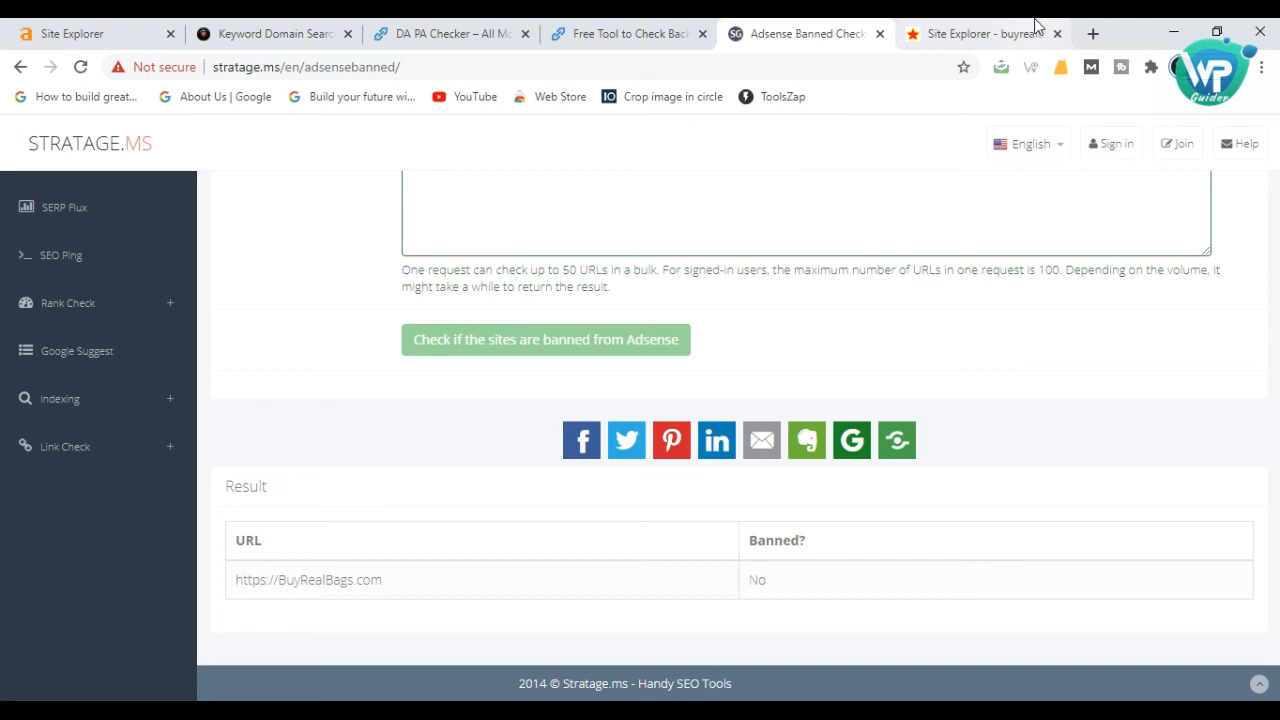 Site Explorer
Keyword Domain Searc
DA PA Checker – All Mo
Free Tool to Check Back
Adsense Banned Check
Site Explorer - buyreal
Not secure
stratage.ms/en/adsensebanned/
How to build great...
About Us | Google
Build your future wi...
YouTube
Web Store
Crop image in circle
ToolsZap
WP
Guider
STRATAGE.MS
English
Sign in
Join
Help
SERP Flux
SEO Ping
Rank Check
Google Suggest
Indexing
Link Check
One request can check up to 50 URLs in a bulk. For signed-in users, the maximum number of URLs in one request is 100. Depending on the volume, it
might take a while to return the result.
Check if the sites are banned from Adsense
Result
URL
Banned?
https://BuyRealBags.com
No
2014 © Stratage.ms - Handy SEO Tools